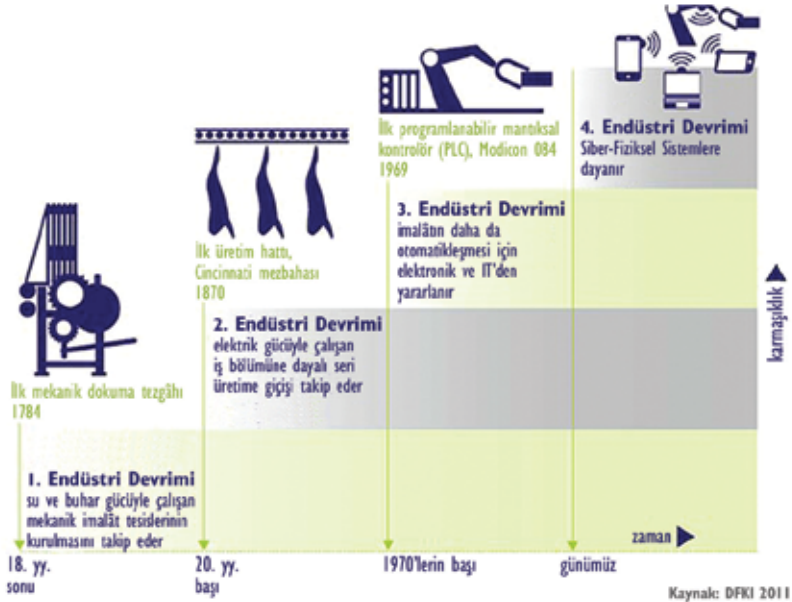 İlk mekanik dokuma tezgâhı
1784
1. Endüstri Devrimi
su ve buhar gücüyle çalışan
mekanik imalât tesislerinin
kurulmasını takip eder
18. yy.
sonu
İlk üretim hattı,
Cincinnati mezbahası
1870
2. Endüstri Devrimi
elektrik gücüyle çalışan
iş bölümüne dayalı seri
üretime giçişi takip eder
20. yy.
başı
İlk programlanabilir mantıksal
kontrolör (PLC), Modicon 084
1969
3. Endüstri Devrimi
imalâtın daha da
otomatikleşmesi için
elektronik ve IT'den
yararlanır
1970'lerin başı
4. Endüstri Devrimi
Siber-Fiziksel Sistemlere
dayanır
günümüz
zaman
karmaşıklık
Kaynak: DFKI 2011